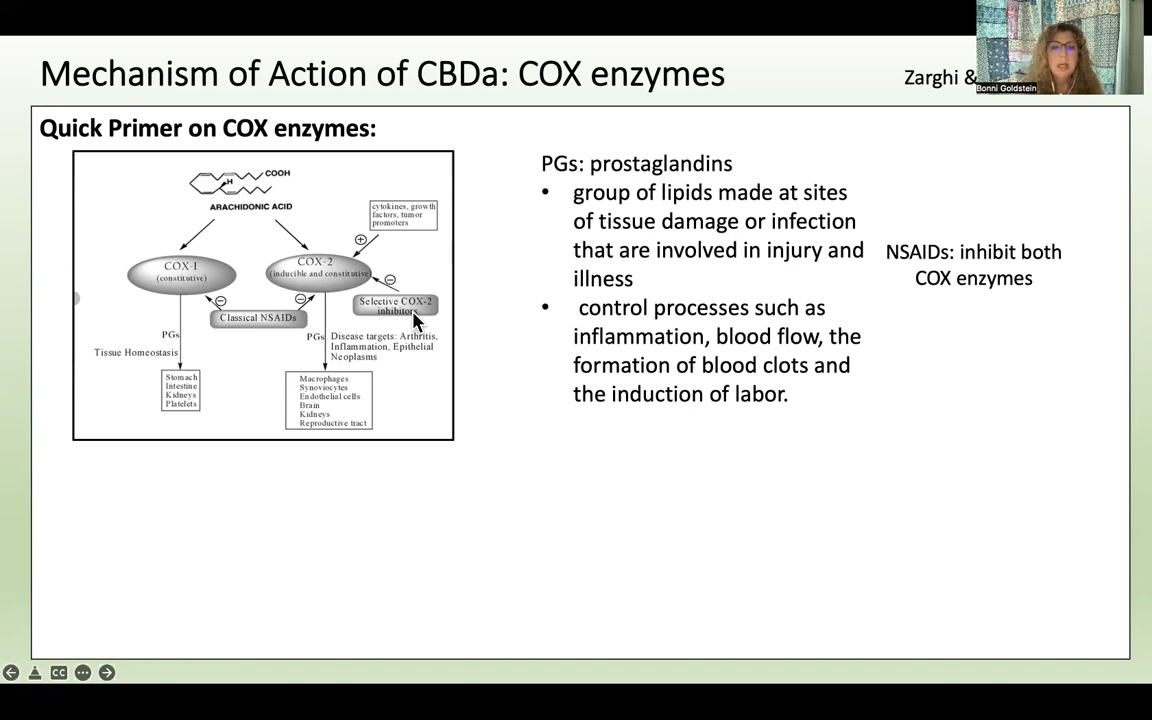 Mechanism of Action of CBDa: COX enzymes
Zarghi &
Bonni Goldstein
Quick Primer on COX enzymes:
COOH
H
ARACHIDONIC ACID
cytokines, growth
factors, tumor
promoters
COX-1
(constitutive)
COX-2
(inducible and constitutive)
Classical NSAIDs
Selective COX-2
inhibitors
PGs
Tissue Homeostasis
PGs
Disease targets: Arthritis,
Inflammation, Epithelial
Neoplasms
Stomach
Intestine
Kidneys
Platelets
Macrophages
Synoviocytes
Endothelial cells
Brain
Kidneys
Reproductive tract
PGs: prostaglandins
• group of lipids made at sites
of tissue damage or infection
that are involved in injury and
illness
• control processes such as
inflammation, blood flow, the
formation of blood clots and
the induction of labor.
NSAIDs: inhibit both
COX enzymes
CC